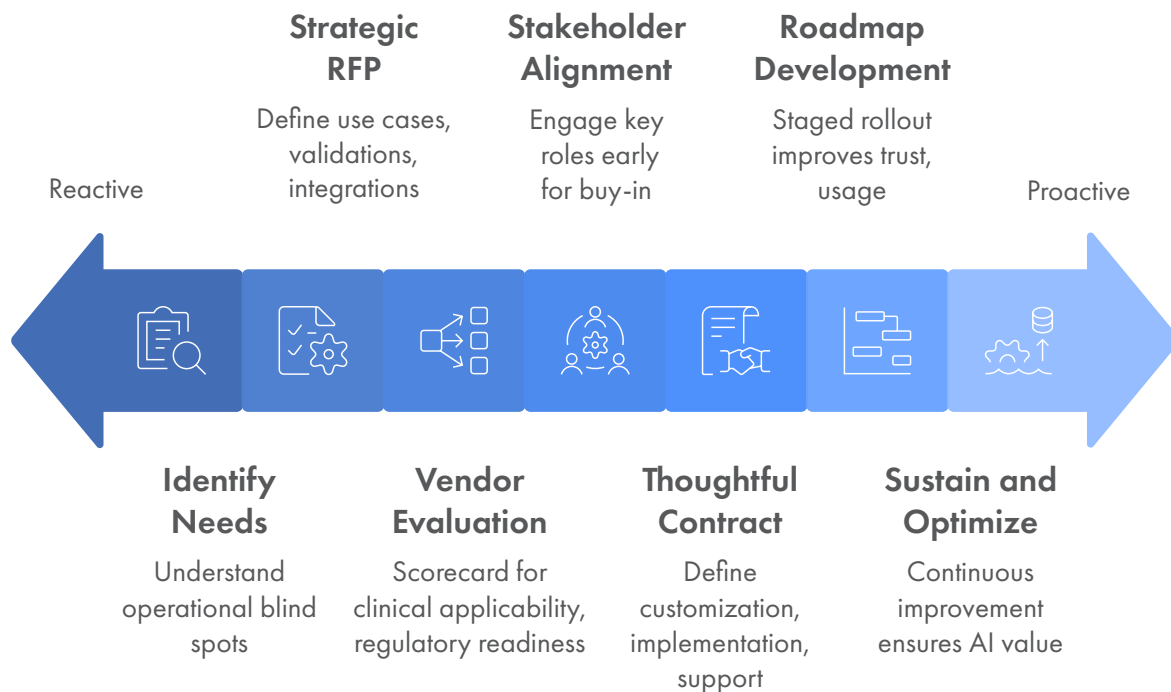 Strategic
RFP
Define use cases,
validations,
integrations
Stakeholder
Alignment
Engage key
roles early
for buy-in
Roadmap
Development
Staged rollout
improves trust,
usage
Reactive
Proactive
Identify
Needs
Understand
operational blind
spots
Vendor
Evaluation
Scorecard for
clinical applicability,
regulatory readiness
Thoughtful
Contract
Define
customization,
implementation,
support
Sustain and
Optimize
Continuous
improvement
ensures AI value